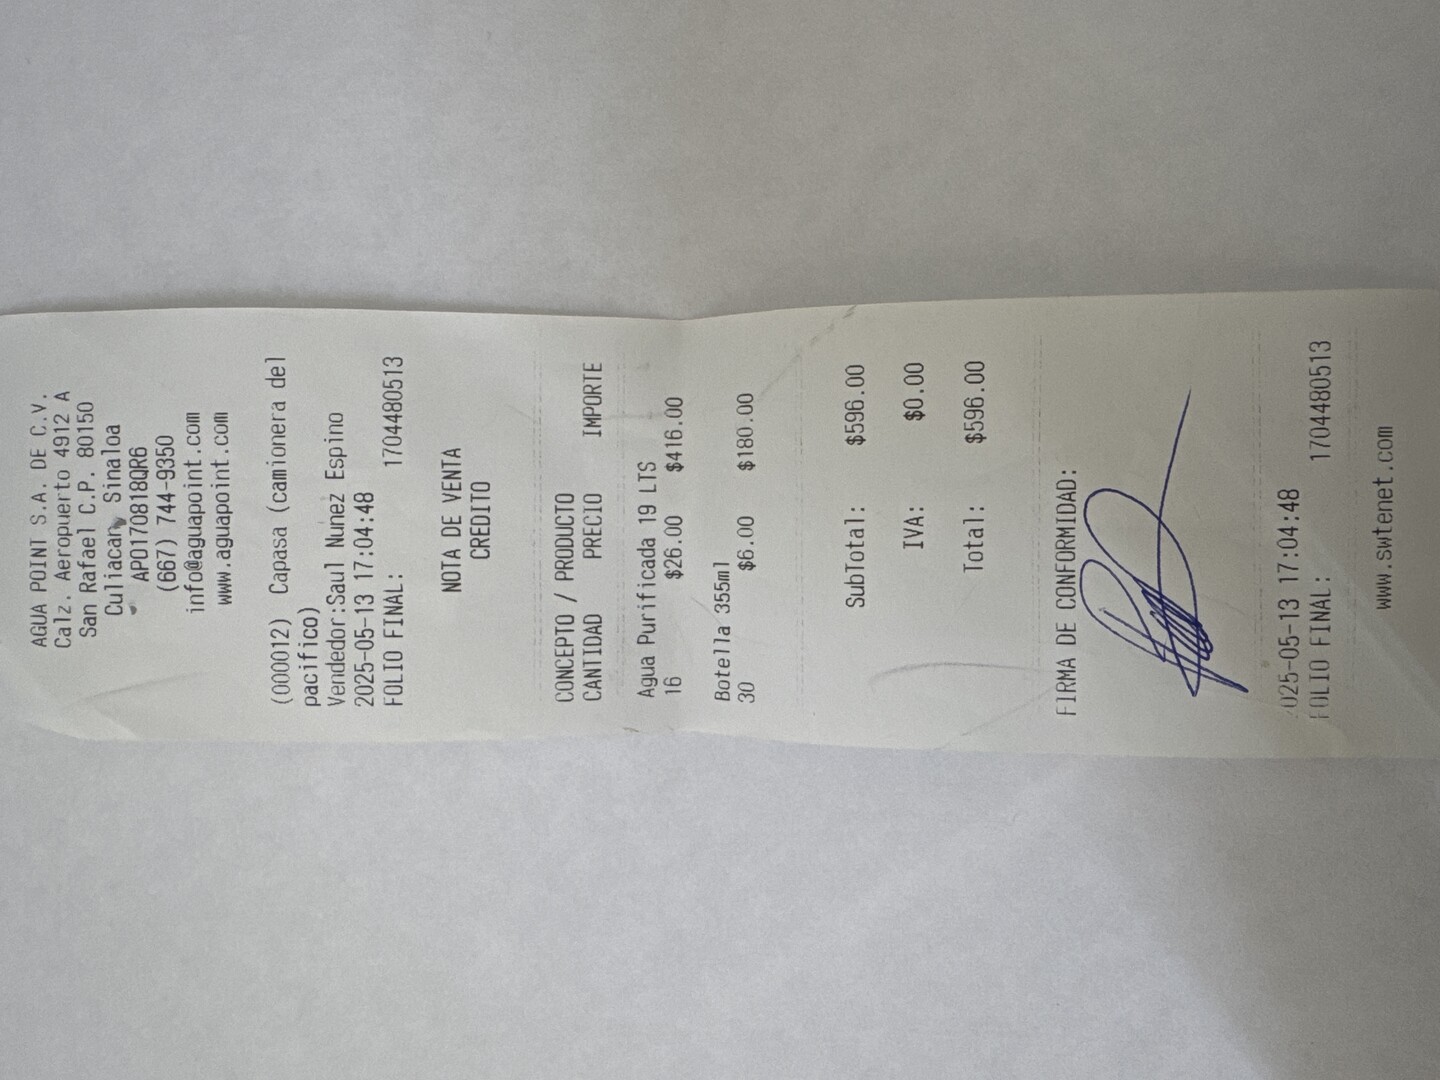 AGUA POINT S.A. DE C.V.
Calz. Aeropuerto 4912 A
San Rafael C.P. 80150
Culiacan, Sinaloa
APO170818QR6
(667) 744-9350
info@aguapoint.com
www.aguapoint.com
(000012) Capasa (camionera del
pacifico)
Vendedor:Saul Nunez Espino
2025-05-13 17:04:48
FOLIO FINAL: 1704480513
NOTA DE VENTA
CREDITO
CONCEPTO / PRODUCTO
CANTIDAD PRECIO IMPORTE
Agua Purificada 19 LTS
16 $26.00 $416.00
Botella 355ml
30 $6.00 $180.00
SubTotal: $596.00
IVA: $0.00
Total: $596.00
FIRMA DE CONFORMIDAD:
025-05-13 17:04:48
FOLIO FINAL: 1704480513
www.swtenet.com